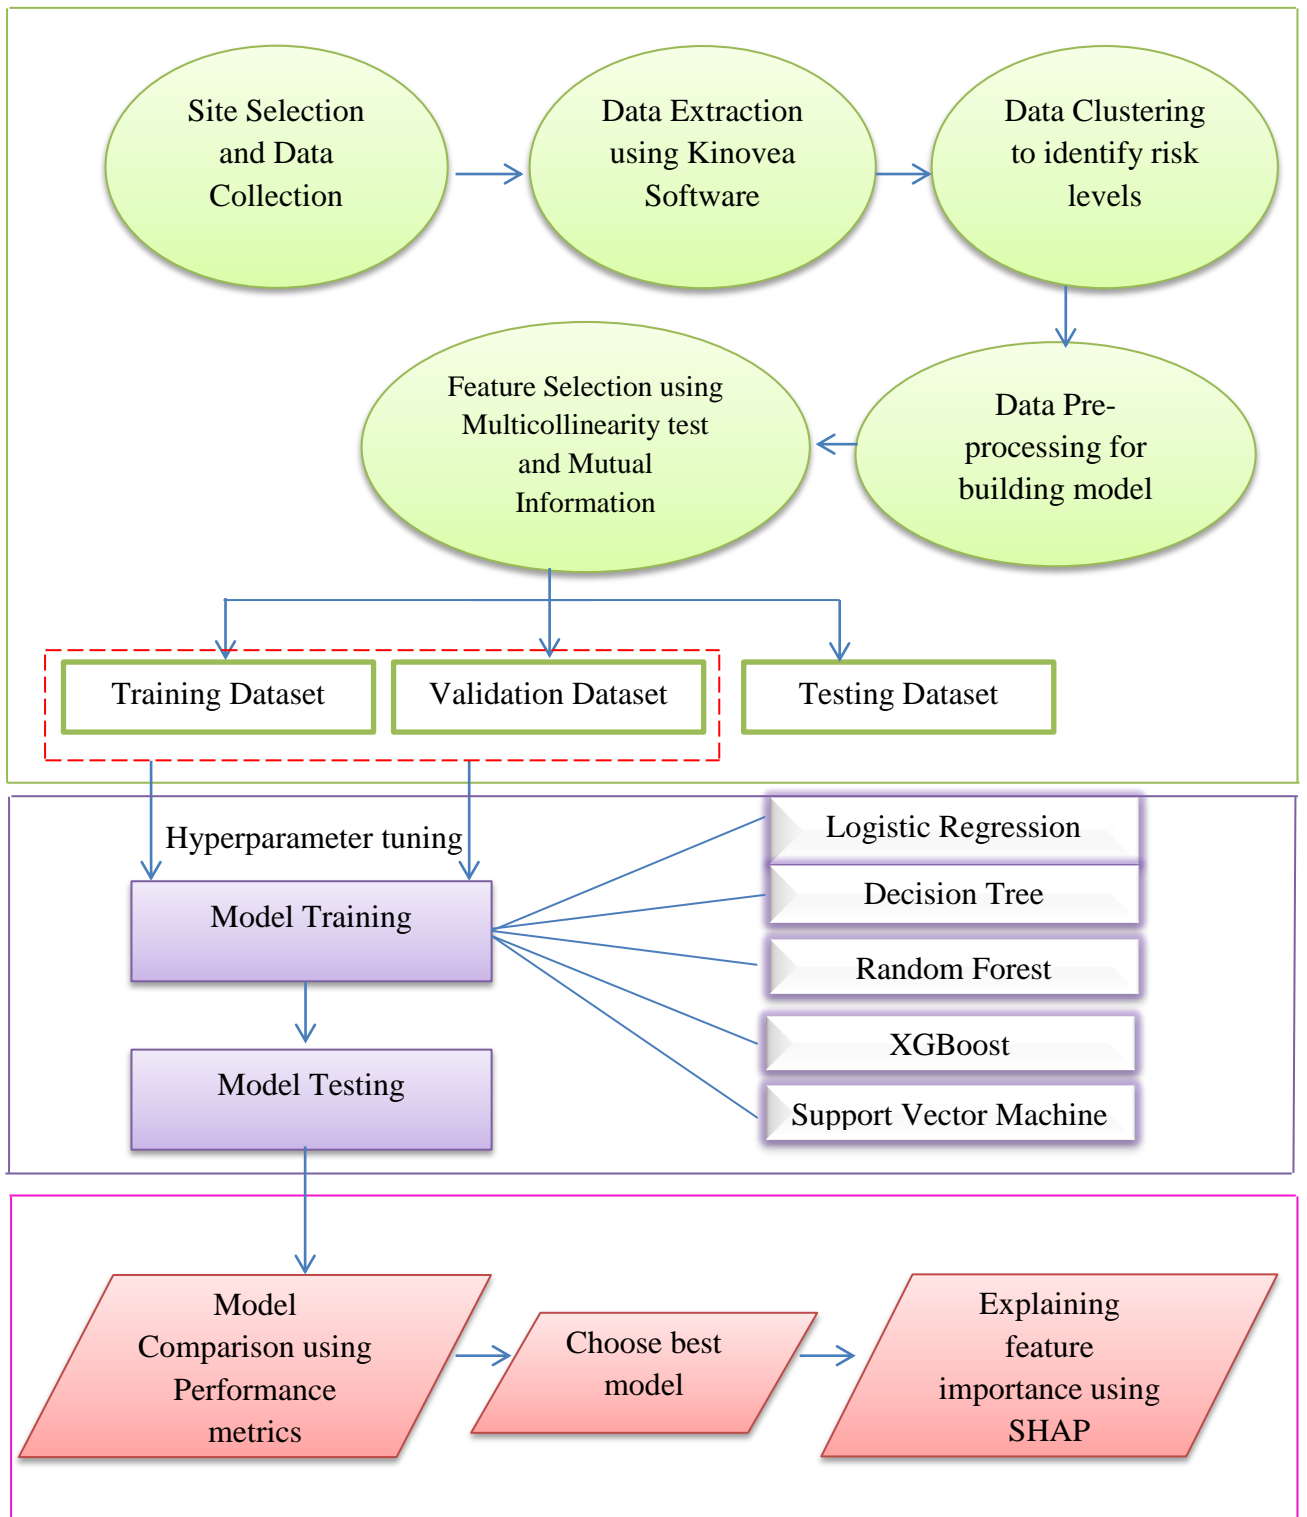 Site Selection
and Data
Collection
Data Extraction
using Kinovea
Software
Data Clustering
to identify risk
levels
Data Pre-
processing for
building model
Feature Selection using
Multicollinearity test
and Mutual
Information
Training Dataset
Validation Dataset
Testing Dataset
Hyperparameter tuning
Model Training
Logistic Regression
Decision Tree
Random Forest
XGBoost
Support Vector Machine
Model Testing
Model
Comparison using
Performance
metrics
Choose best
model
Explaining
feature
importance using
SHAP